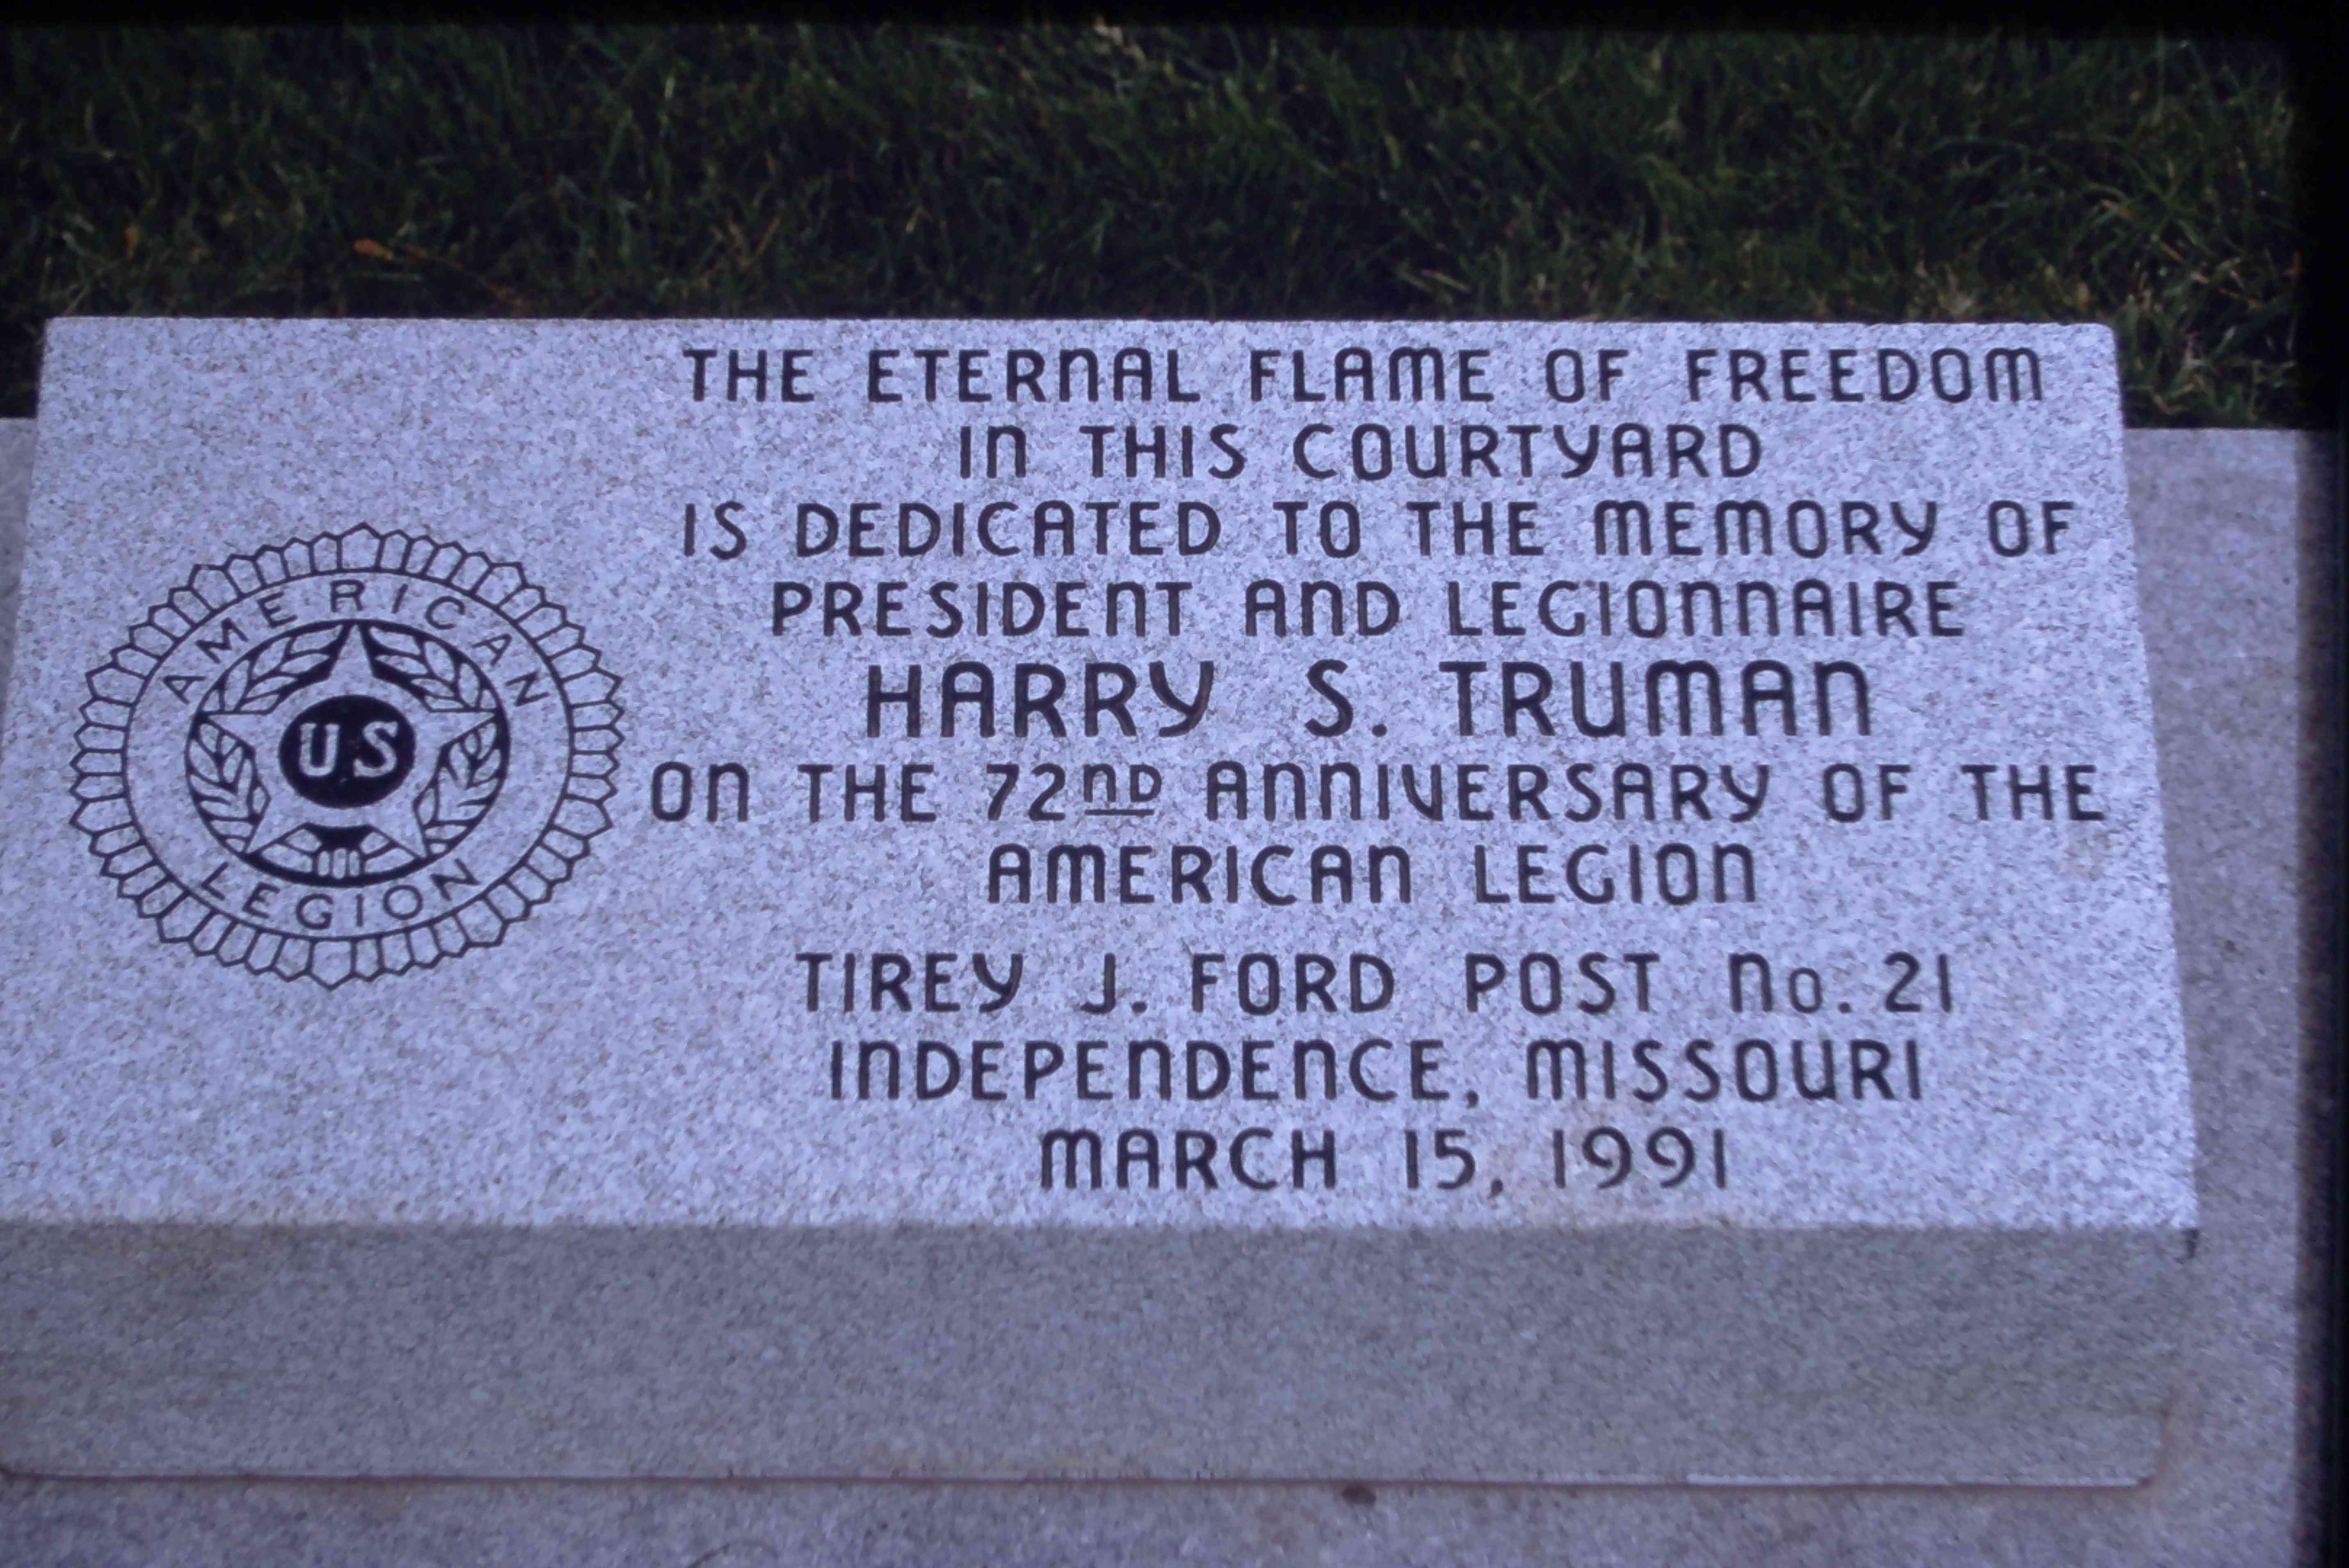 THE ETERNAL FLAME OF FREEDOM
IN THIS COURTYARD
IS DEDICATED TO THE MEMORY OF
PRESIDENT AND LEGIONNAIRE
HARRY S. TRUMAN
ON THE 72ND ANNIVERSARY OF THE
AMERICAN LEGION
TIREY J. FORD POST No. 21
INDEPENDENCE, MISSOURI
MARCH 15, 1991
AMERICAN
US
LEGION